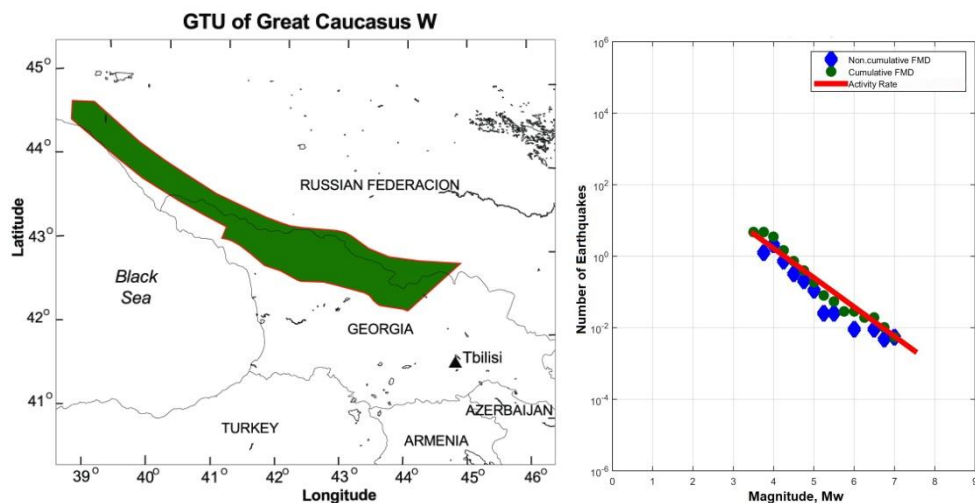 GTU of Great Caucasus W
45°
44°
43°
42°
41°
Latitude
RUSSIAN FEDERACION
Black
Sea
GEORGIA
Tbilisi
AZERBAIJAN
TURKEY
ARMENIA
39° 40° 41° 42° 43° 44° 45° 46°
Longitude
Non.cumulative FMD
Cumulative FMD
Activity Rate
10^6
10^4
10^2
10^0
10^-2
10^-4
10^-6
Number of Earthquakes
0 1 2 3 4 5 6 7 8 9
Magnitude, Mw